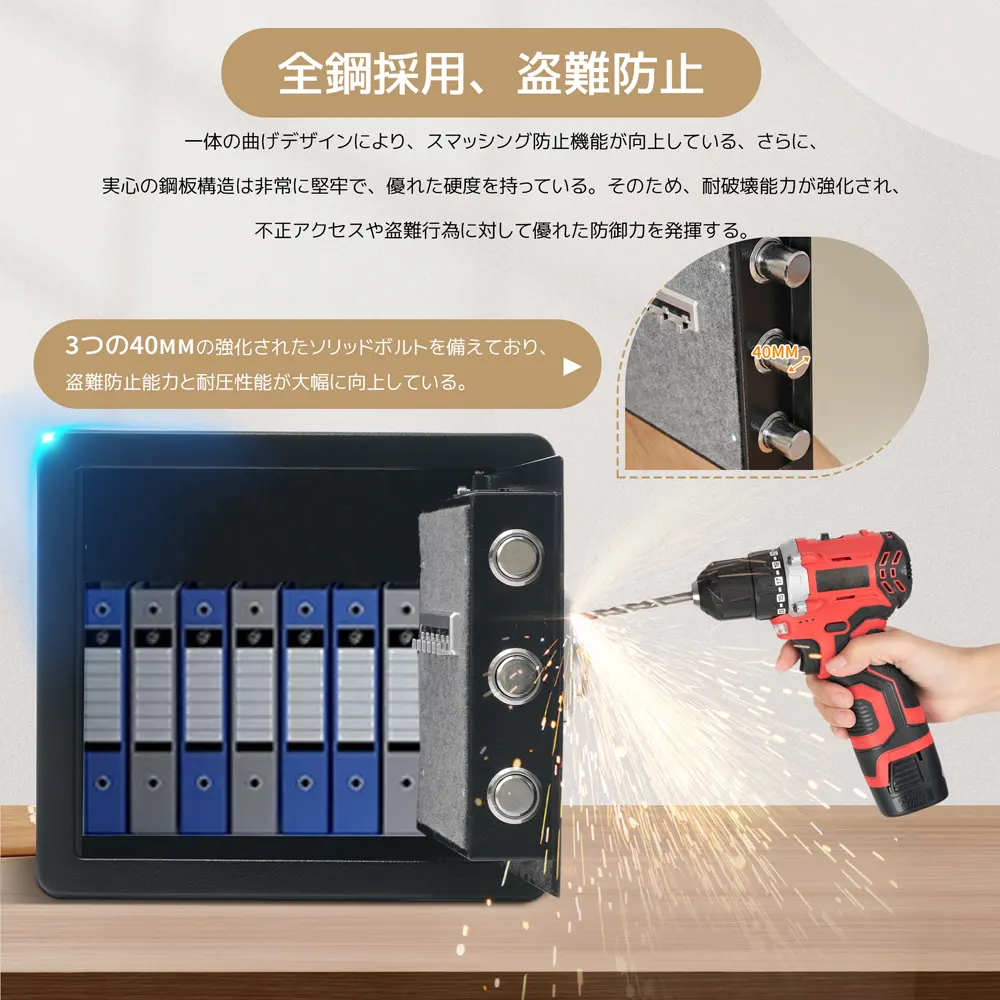 全鋼採用、盗難防止
一体の曲げデザインにより、スマッシング防止機能が向上している、さらに、
実心の鋼板構造は非常に堅牢で、優れた硬度を持っている。そのため、耐破壊能力が強化され、
不正アクセスや盗難行為に対して優れた防御力を発揮する。
3つの40MMの強化されたソリッドボルトを備えており、
盗難防止能力と耐圧性能が大幅に向上している。
40MM